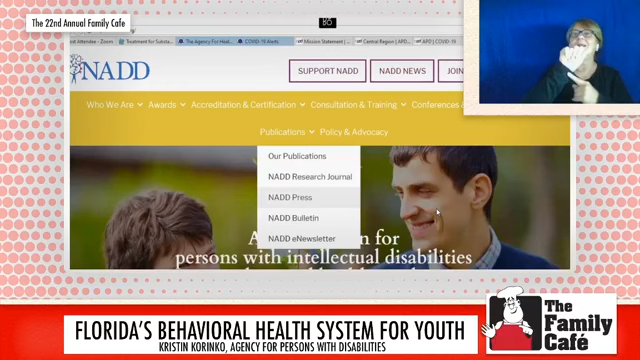 The 22nd Annual Family Cafe
NADD
SUPPORT NADD
NADD NEWS
JOIN
Who We Are
Awards
Accreditation & Certification
Consultation & Training
Conferences &
Publications
Policy & Advocacy
Our Publications
NADD Research Journal
NADD Press
NADD Bulletin
NADD eNewsletter
for
persons with intellectual disabilities
FLORIDA'S BEHAVIORAL HEALTH SYSTEM FOR YOUTH
KRISTIN KORINKO, AGENCY FOR PERSONS WITH DISABILITIES
The
Family
Café